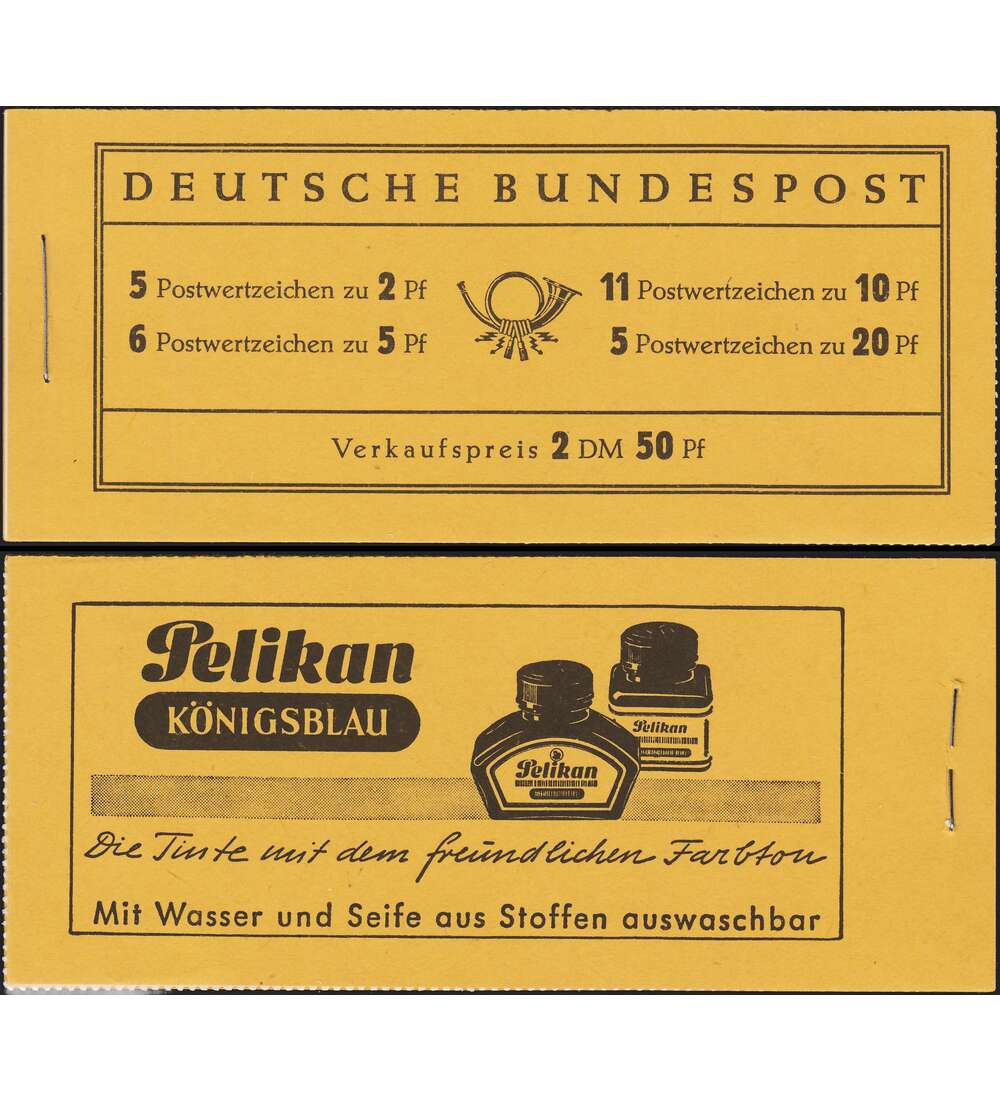 DEUTSCHE BUNDESPOST
5 Postwertzeichen zu 2 Pf
6 Postwertzeichen zu 5 Pf
11 Postwertzeichen zu 10 Pf
5 Postwertzeichen zu 20 Pf
Verkaufspreis 2 DM 50 Pf
Pelikan
KÖNIGSBLAU
Pelikan
Pelikan
Die Tinte mit dem freundlichen Farbton
Mit Wasser und Seife aus Stoffen auswaschbar